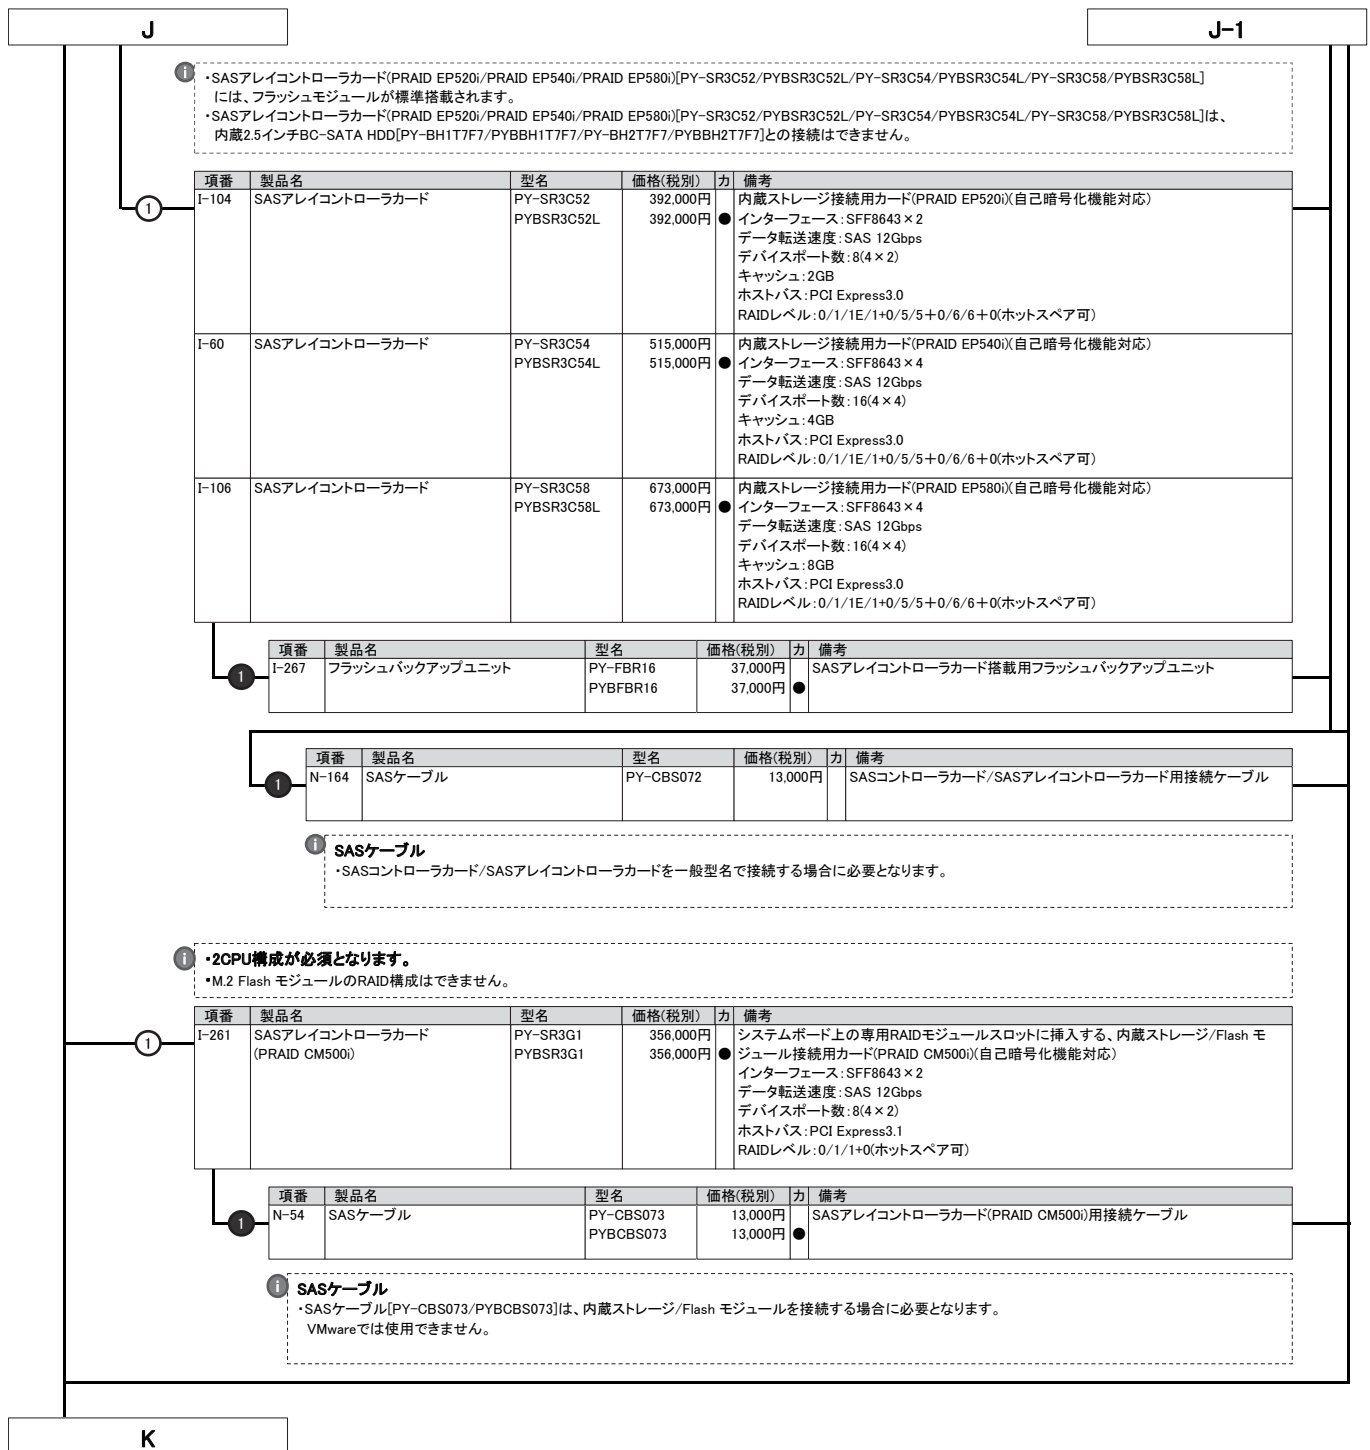 J
J-1
・SASアレイコントローラカード(PRAID EP520i/PRAID EP540i/PRAID EP580i)[PY-SR3C52/PYBSR3C52L/PY-SR3C54/PYBSR3C54L/PY-SR3C58/PYBSR3C58L]
には、フラッシュモジュールが標準搭載されます。
・SASアレイコントローラカード(PRAID EP520i/PRAID EP540i/PRAID EP580i)[PY-SR3C52/PYBSR3C52L/PY-SR3C54/PYBSR3C54L/PY-SR3C58/PYBSR3C58L]は、
内蔵2.5インチBC-SATA HDD[PY-BH1T7F7/PYBBH1T7F7/PY-BH2T7F7/PYBBH2T7F7]との接続はできません。
項番 製品名 型名 価格(税別) カ 備考
1 I-104 SASアレイコントローラカード PY-SR3C52 392,000円 内蔵ストレージ接続用カード(PRAID EP520i)(自己暗号化機能対応)
PYBSR3C52L 392,000円 ● インターフェース:SFF8643×2
データ転送速度:SAS 12Gbps
デバイスポート数:8(4×2)
キャッシュ:2GB
ホストバス:PCI Express3.0
RAIDレベル:0/1/1E/1+0/5/5+0/6/6+0(ホットスペア可)
I-60 SASアレイコントローラカード PY-SR3C54 515,000円 内蔵ストレージ接続用カード(PRAID EP540i)(自己暗号化機能対応)
PYBSR3C54L 515,000円 ● インターフェース:SFF8643×4
データ転送速度:SAS 12Gbps
デバイスポート数:16(4×4)
キャッシュ:4GB
ホストバス:PCI Express3.0
RAIDレベル:0/1/1E/1+0/5/5+0/6/6+0(ホットスペア可)
I-106 SASアレイコントローラカード PY-SR3C58 673,000円 内蔵ストレージ接続用カード(PRAID EP580i)(自己暗号化機能対応)
PYBSR3C58L 673,000円 ● インターフェース:SFF8643×4
データ転送速度:SAS 12Gbps
デバイスポート数:16(4×4)
キャッシュ:8GB
ホストバス:PCI Express3.0
RAIDレベル:0/1/1E/1+0/5/5+0/6/6+0(ホットスペア可)
項番 製品名 型名 価格(税別) カ 備考
1 I-267 フラッシュバックアップユニット PY-FBR16 37,000円 SASアレイコントローラカード搭載用フラッシュバックアップユニット
PYBFBR16 37,000円 ●
項番 製品名 型名 価格(税別) カ 備考
1 N-164 SASケーブル PY-CBS072 13,000円 SASコントローラカード/SASアレイコントローラカード用接続ケーブル
SASケーブル
・SASコントローラカード/SASアレイコントローラカードを一般型名で接続する場合に必要となります。
・2CPU構成が必須となります。
・M.2 Flash モジュールのRAID構成はできません。
項番 製品名 型名 価格(税別) カ 備考
1 I-261 SASアレイコントローラカード PY-SR3G1 356,000円 システムボード上の専用RAIDモジュールスロットに挿入する、内蔵ストレージ/Flash モ
(PRAID CM500i) PYBSR3G1 356,000円 ● ジュール接続用カード(PRAID CM500i)(自己暗号化機能対応)
インターフェース:SFF8643×2
データ転送速度:SAS 12Gbps
デバイスポート数:8(4×2)
ホストバス:PCI Express3.1
RAIDレベル:0/1/1+0(ホットスペア可)
項番 製品名 型名 価格(税別) カ 備考
1 N-54 SASケーブル PY-CBS073 13,000円 SASアレイコントローラカード(PRAID CM500i)用接続ケーブル
PYBCBS073 13,000円 ●
SASケーブル
・SASケーブル[PY-CBS073/PYBCBS073]は、内蔵ストレージ/Flash モジュールを接続する場合に必要となります。
VMwareでは使用できません。
K